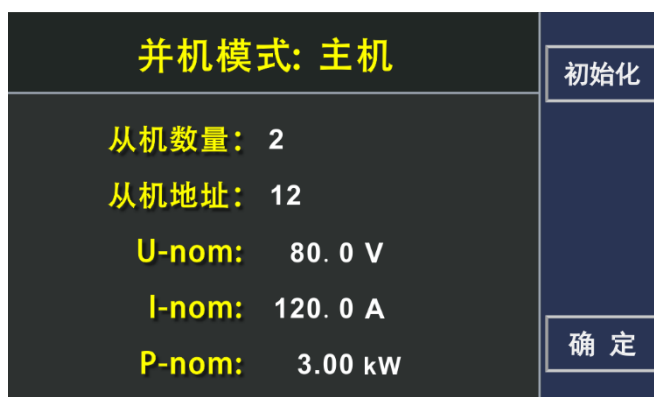 并机模式: 主机
初始化
从机数量: 2
从机地址: 12
U-nom: 80.0 V
I-nom: 120.0 A
P-nom: 3.00 kW
确 定